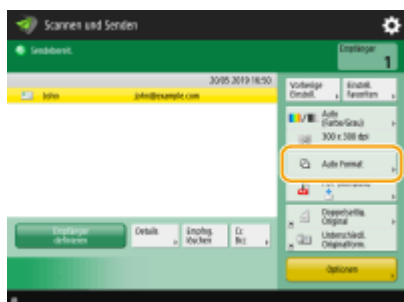 Scannen und Senden
Sendebereit.
Empfänger
1
20/05 2019 16:50
John
john@example.com
Vorherige
Einstell.
Einstell.
Favoriten
Auto
(Farbe/Grau)
300 x 300 dpi
Auto Format
Doppelseitig.
Original
Unterschiedl.
Originalform.
Empfänger
definieren
Details
Empfng.
löschen
Cc
Bcc
Optionen